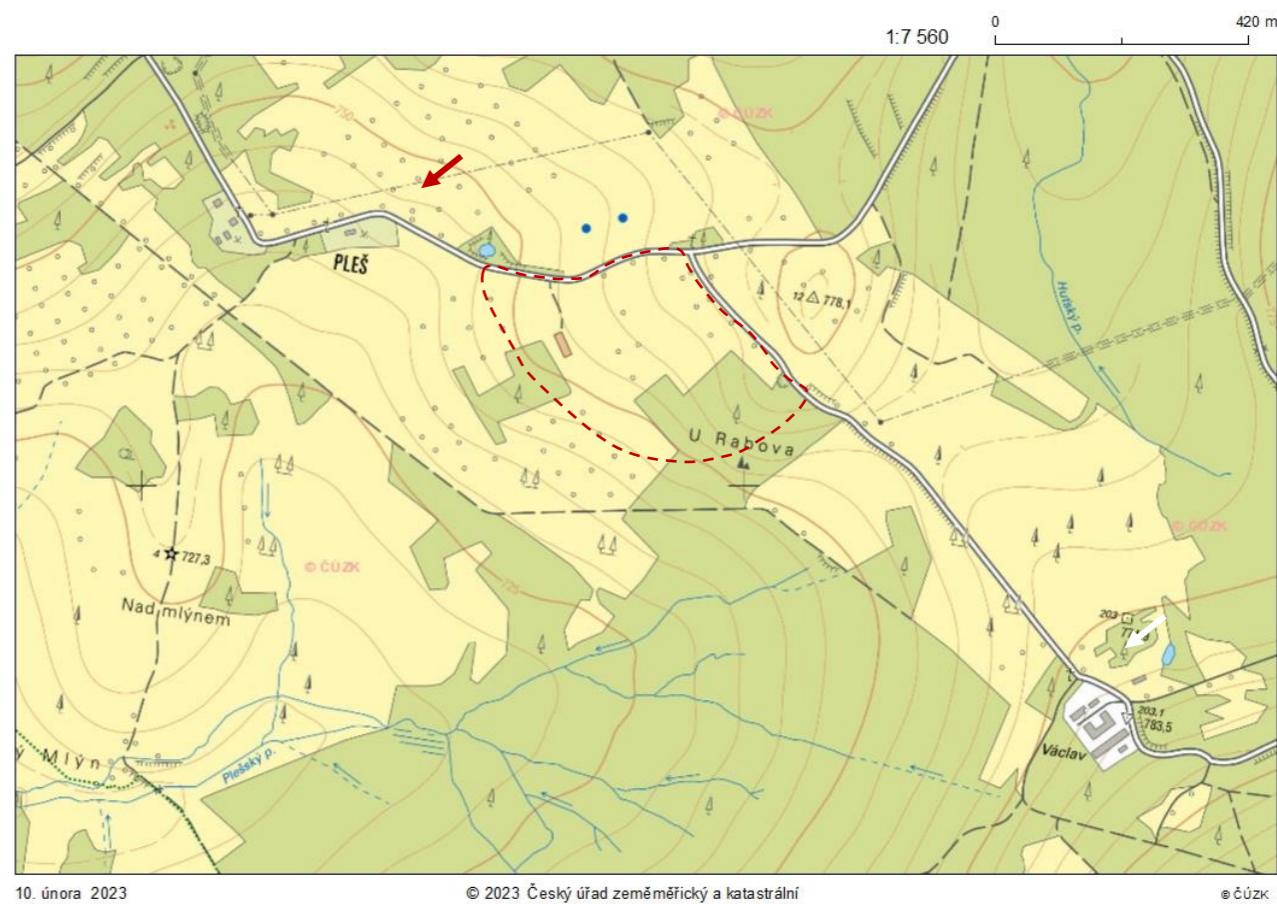 0 420 m
1:7 560
750
© ČÚZK
PLEŠ
12 778,1
Huťský p.
775
U Rabova
4 727,3
© ČÚZK
© ČÚZK
Nad mlýnem
725
203
203,1
783,5
Václav
ý Mlýn
Plešský p.
10. února 2023 © 2023 Český úřad zeměměřický a katastrální © ČÚZK